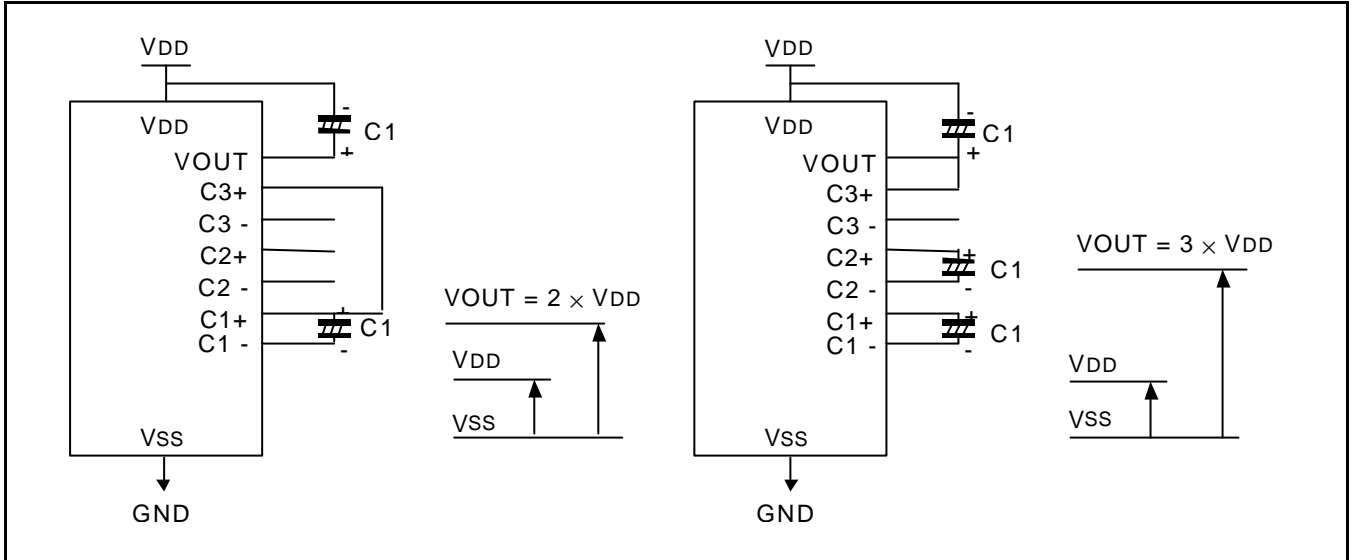 VDD
VDD
-
C1
+
VOUT
C3+
C3 -
C2+
C2 -
C1+
C1 -
+
C1
-
VSS
GND
VOUT = 2 × VDD
VDD
VSS
VDD
VDD
-
C1
+
VOUT
C3+
C3 -
C2+
C2 -
C1+
C1 -
+
C1
-
+
C1
-
VSS
GND
VOUT = 3 × VDD
VDD
VSS